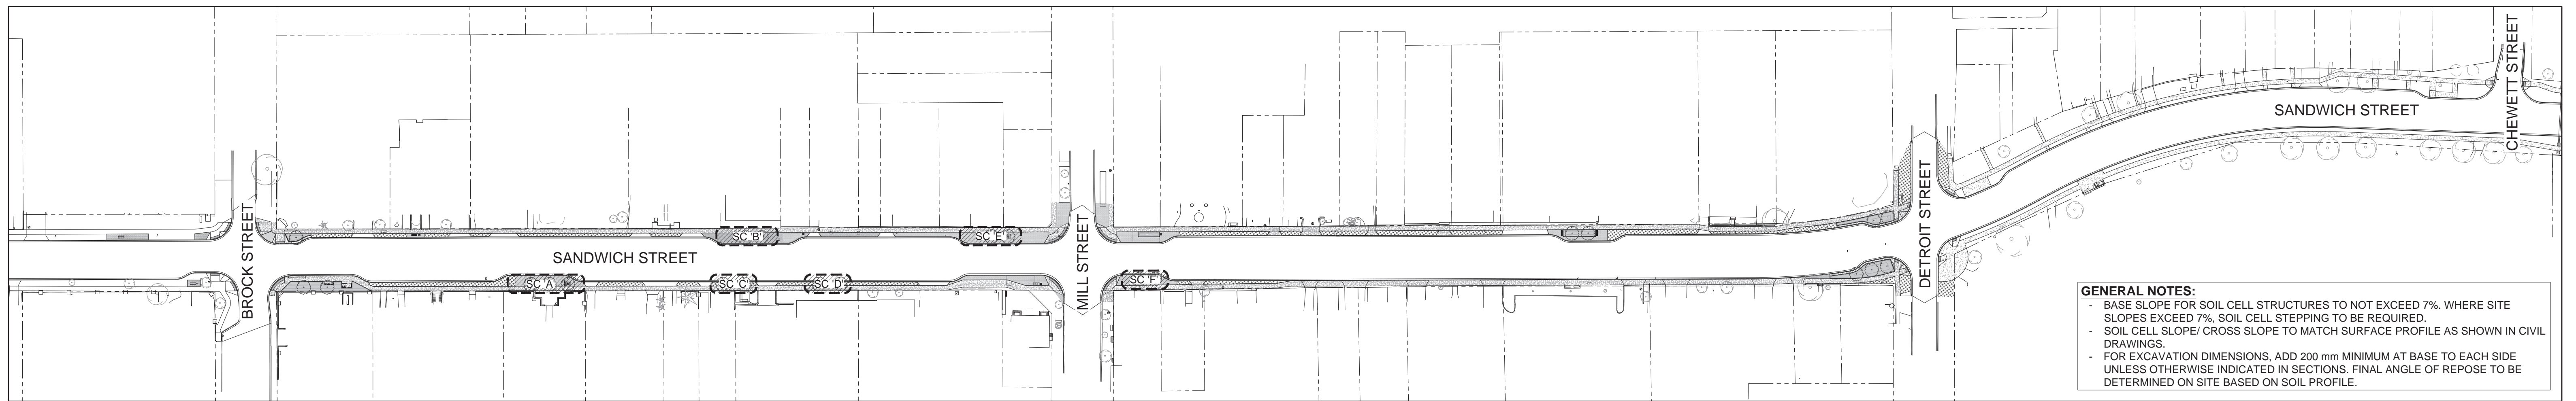 CHEWETT STREET
SANDWICH STREET
BROCK STREET
SC 'B'
SC 'E'
MILL STREET
DETROIT STREET
SANDWICH STREET
SC 'A'
SC 'C'
SC 'D'
SC 'F'
GENERAL NOTES:
- BASE SLOPE FOR SOIL CELL STRUCTURES TO NOT EXCEED 7%. WHERE SITE
SLOPES EXCEED 7%, SOIL CELL STEPPING TO BE REQUIRED.
- SOIL CELL SLOPE/ CROSS SLOPE TO MATCH SURFACE PROFILE AS SHOWN IN CIVIL
DRAWINGS.
- FOR EXCAVATION DIMENSIONS, ADD 200 mm MINIMUM AT BASE TO EACH SIDE
UNLESS OTHERWISE INDICATED IN SECTIONS. FINAL ANGLE OF REPOSE TO BE
DETERMINED ON SITE BASED ON SOIL PROFILE.